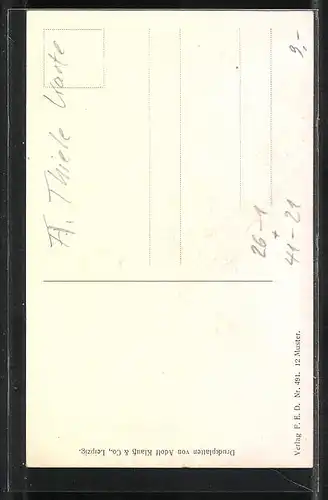 A. Thiele Karte
9,-
26-1
+
41-21
Verlag F. E. D. Nr. 491. 12 Muster.
Druckplatten von Adolf Klauß & Co., Leipzig.